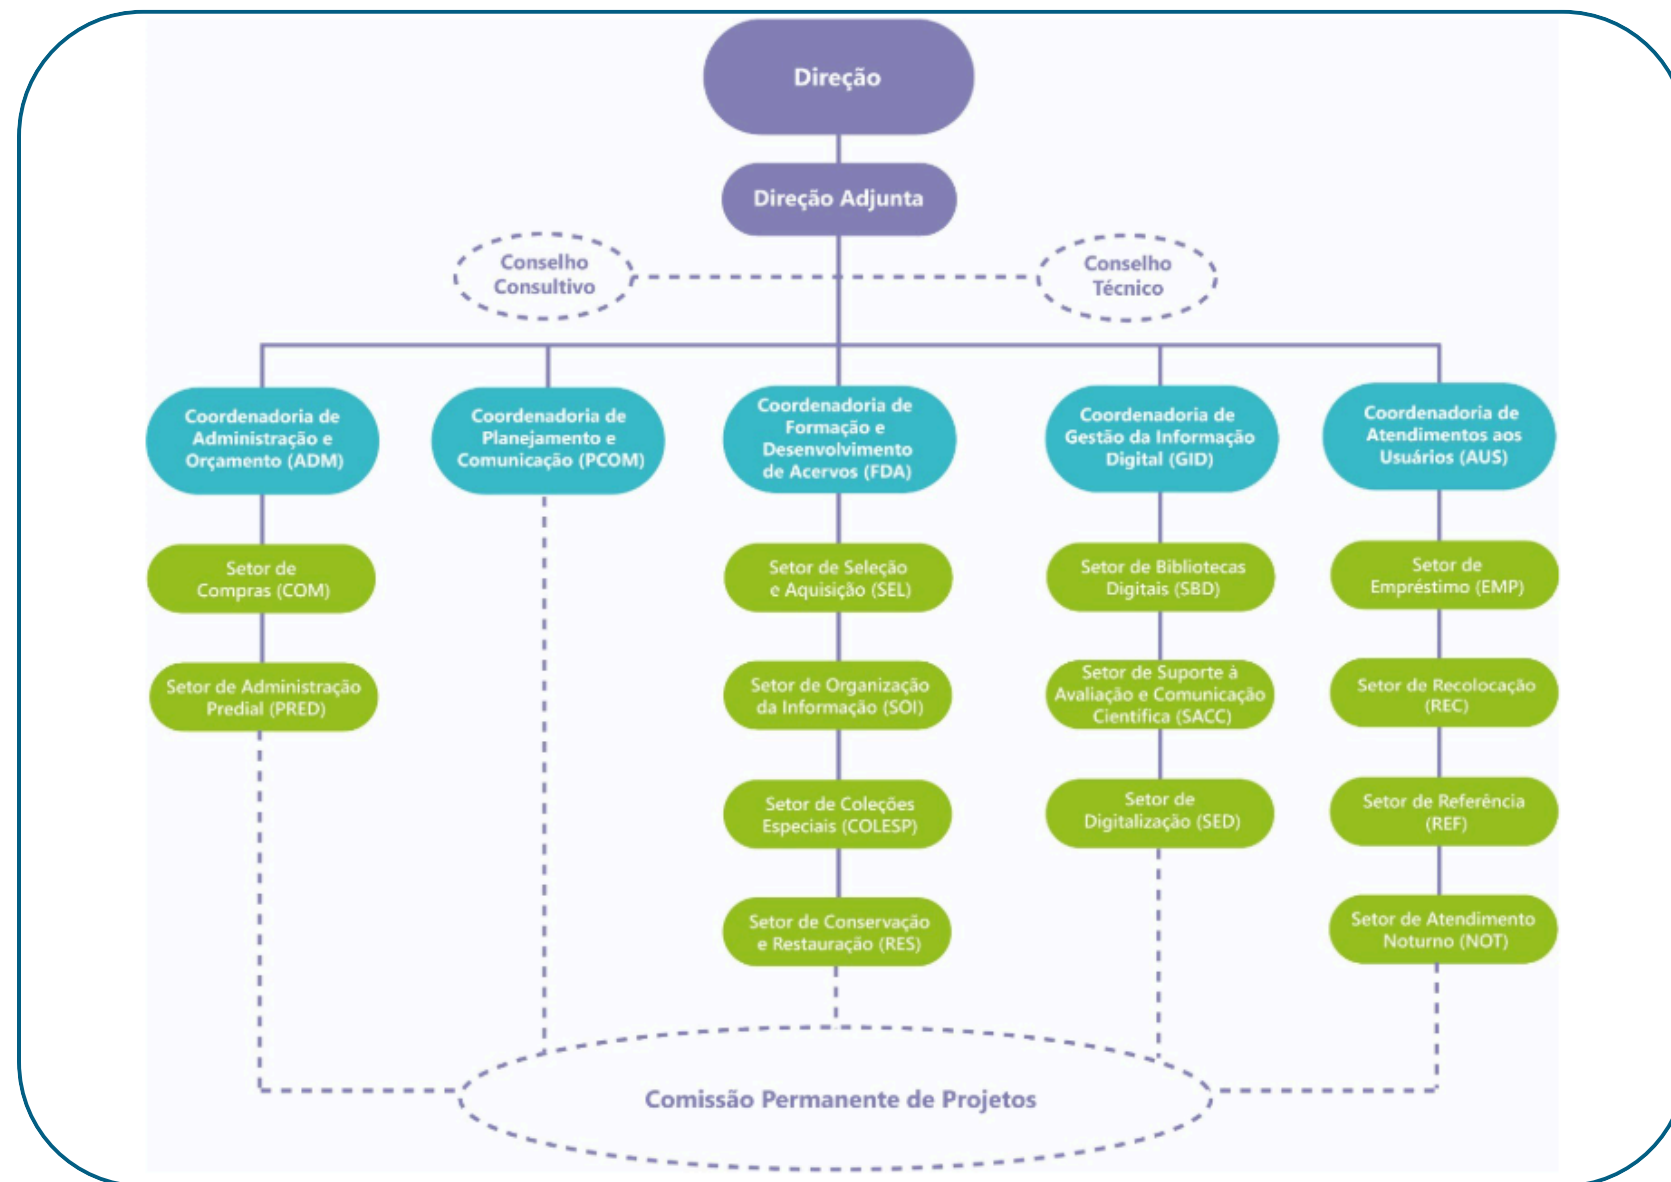 Direção
Direção Adjunta
Conselho
Consultivo
Conselho
Técnico
Coordenadoria de
Administração e
Orçamento (ADM)
Coordenadoria de
Planejamento e
Comunicação (PCOM)
Coordenadoria de
Formação e
Desenvolvimento
de Acervos (FDA)
Coordenadoria de
Gestão da Informação
Digital (GID)
Coordenadoria de
Atendimentos aos
Usuários (AUS)
Setor de
Compras (COM)
Setor de Administração
Predial (PRED)
Setor de Seleção
e Aquisição (SEL)
Setor de Organização
da Informação (SOI)
Setor de Coleções
Especiais (COLESP)
Setor de Conservação
e Restauração (RES)
Setor de Bibliotecas
Digitais (SBD)
Setor de Suporte à
Avaliação e Comunicação
Científica (SACC)
Setor de
Digitalização (SED)
Setor de
Empréstimo (EMP)
Setor de Recolocação
(REC)
Setor de Referência
(REF)
Setor de Atendimento
Noturno (NOT)
Comissão Permanente de Projetos